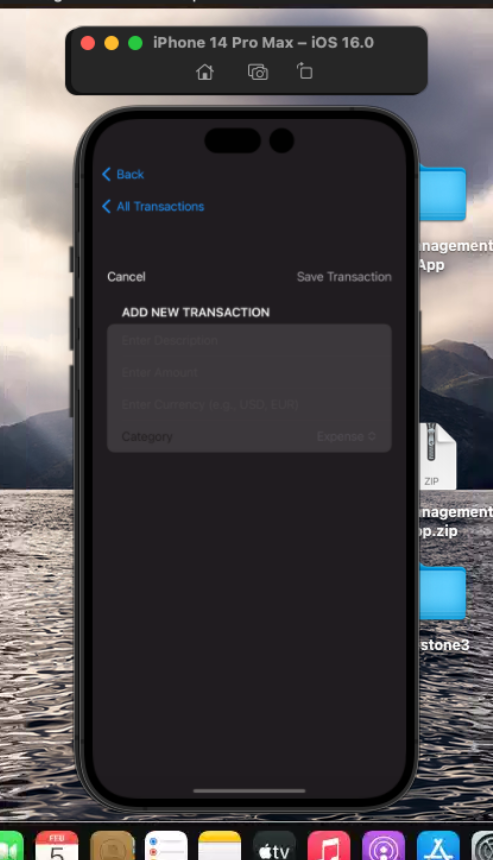 iPhone 14 Pro Max – iOS 16.0
Back
All Transactions
Cancel
Save Transaction
ADD NEW TRANSACTION
Enter Description
Enter Amount
Enter Currency (e.g., USD, EUR)
Category
Expense
nagement
App
ZIP
nagement
op.zip
stone3
FEB
5
tv